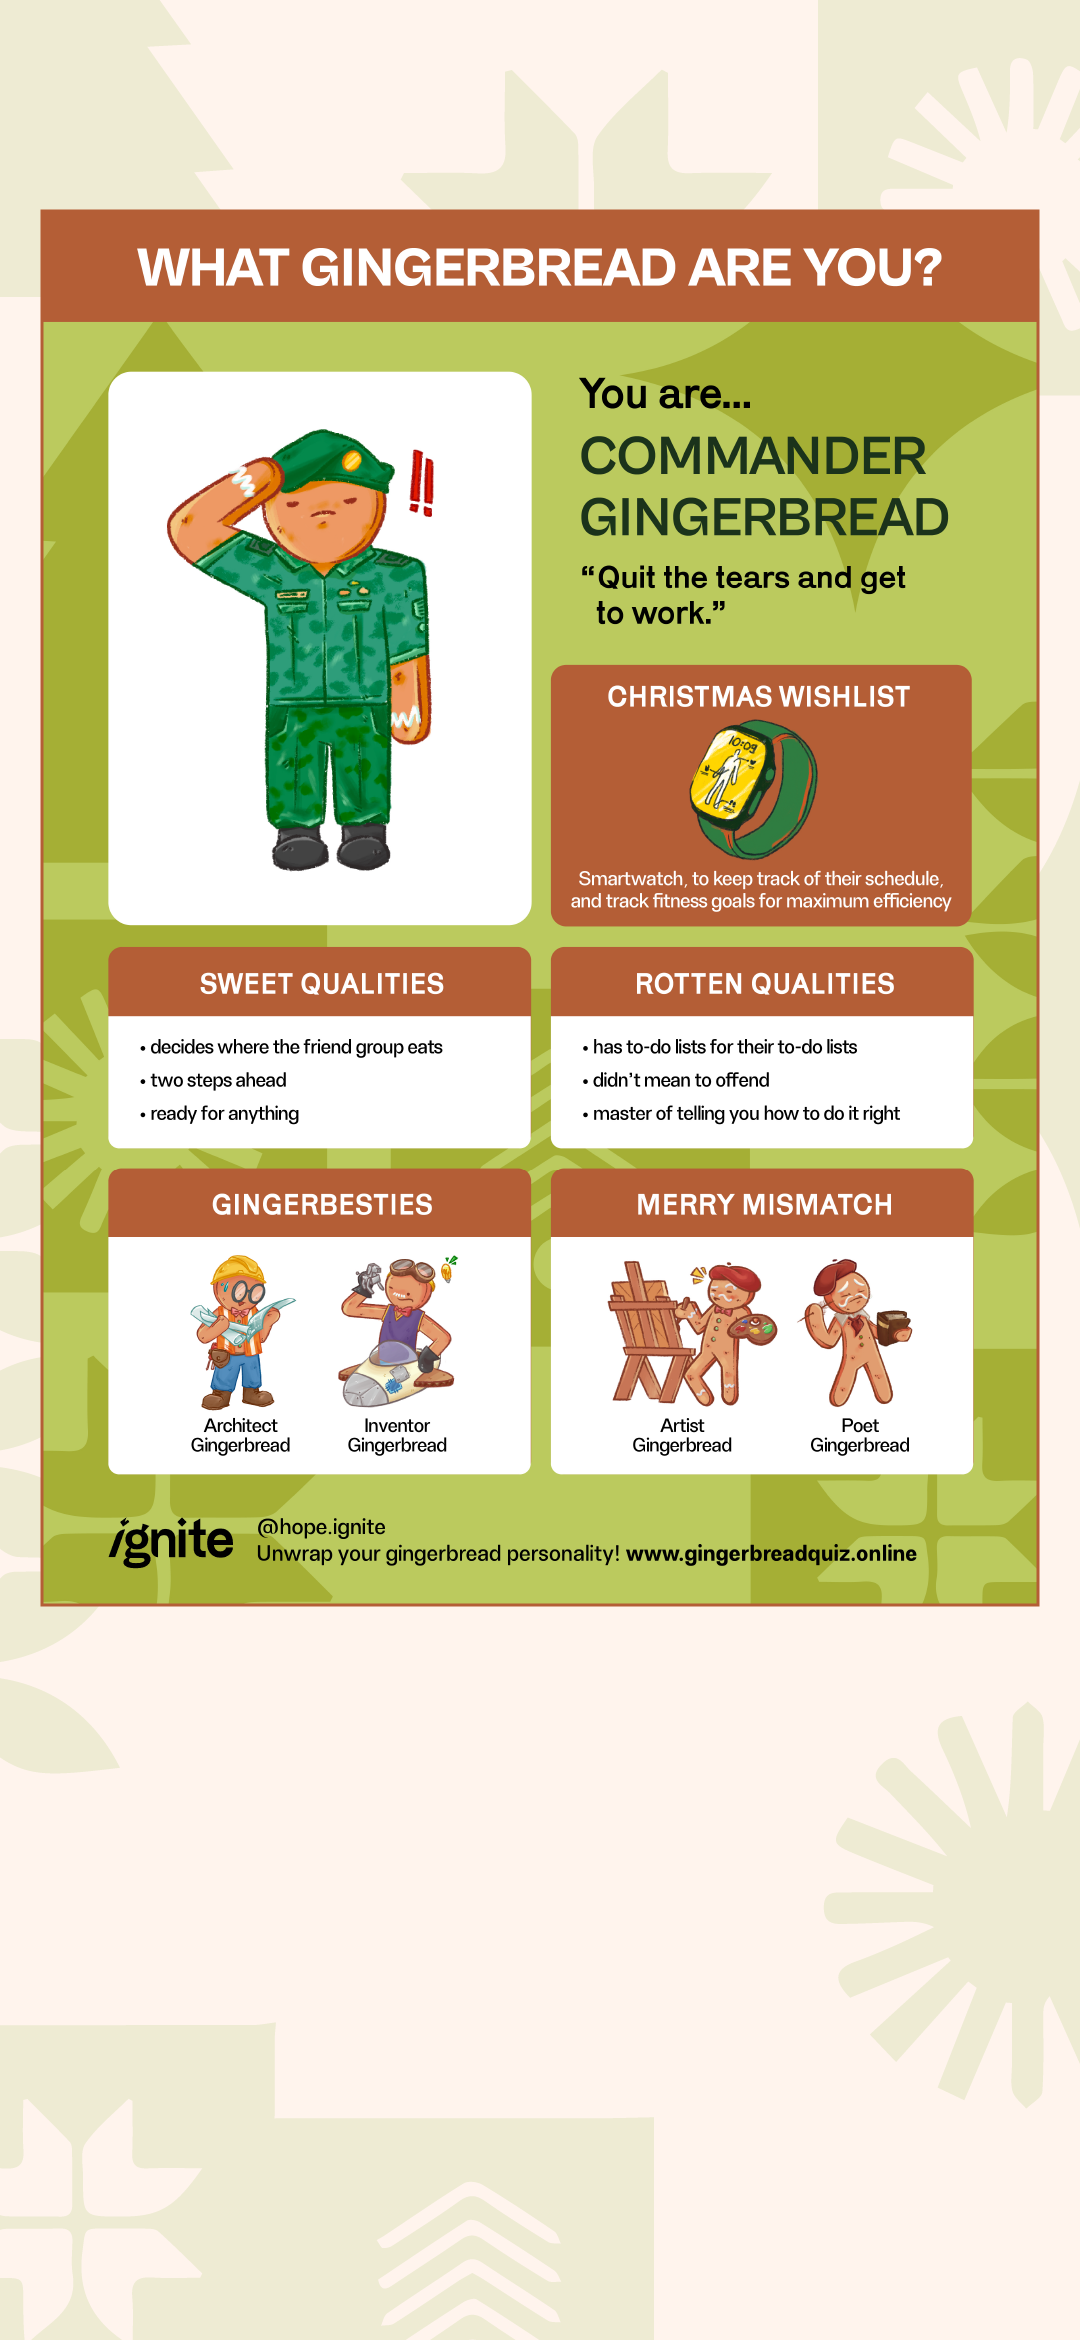 WHAT GINGERBREAD ARE YOU?
You are...
COMMANDER
GINGERBREAD
“Quit the tears and get
to work.”
CHRISTMAS WISHLIST
10:09
Smartwatch, to keep track of their schedule,
and track fitness goals for maximum efficiency
SWEET QUALITIES
• decides where the friend group eats
• two steps ahead
• ready for anything
ROTTEN QUALITIES
• has to-do lists for their to-do lists
• didn’t mean to offend
• master of telling you how to do it right
GINGERBESTIES
Architect
Gingerbread
Inventor
Gingerbread
MERRY MISMATCH
Artist
Gingerbread
Poet
Gingerbread
ignite
@hope.ignite
Unwrap your gingerbread personality! www.gingerbreadquiz.online